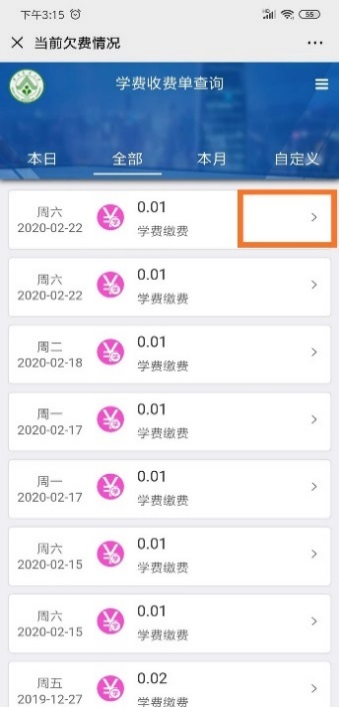 下午3:15
55
当前欠费情况
学费收费单查询
本日 全部 本月 自定义
周六 0.01
2020-02-22 学费缴费
周六 0.01
2020-02-22 学费缴费
周二 0.01
2020-02-18 学费缴费
周一 0.01
2020-02-17 学费缴费
周一 0.01
2020-02-17 学费缴费
周六 0.01
2020-02-15 学费缴费
周六 0.01
2020-02-15 学费缴费
周五 0.02
2019-12-27 学费缴费